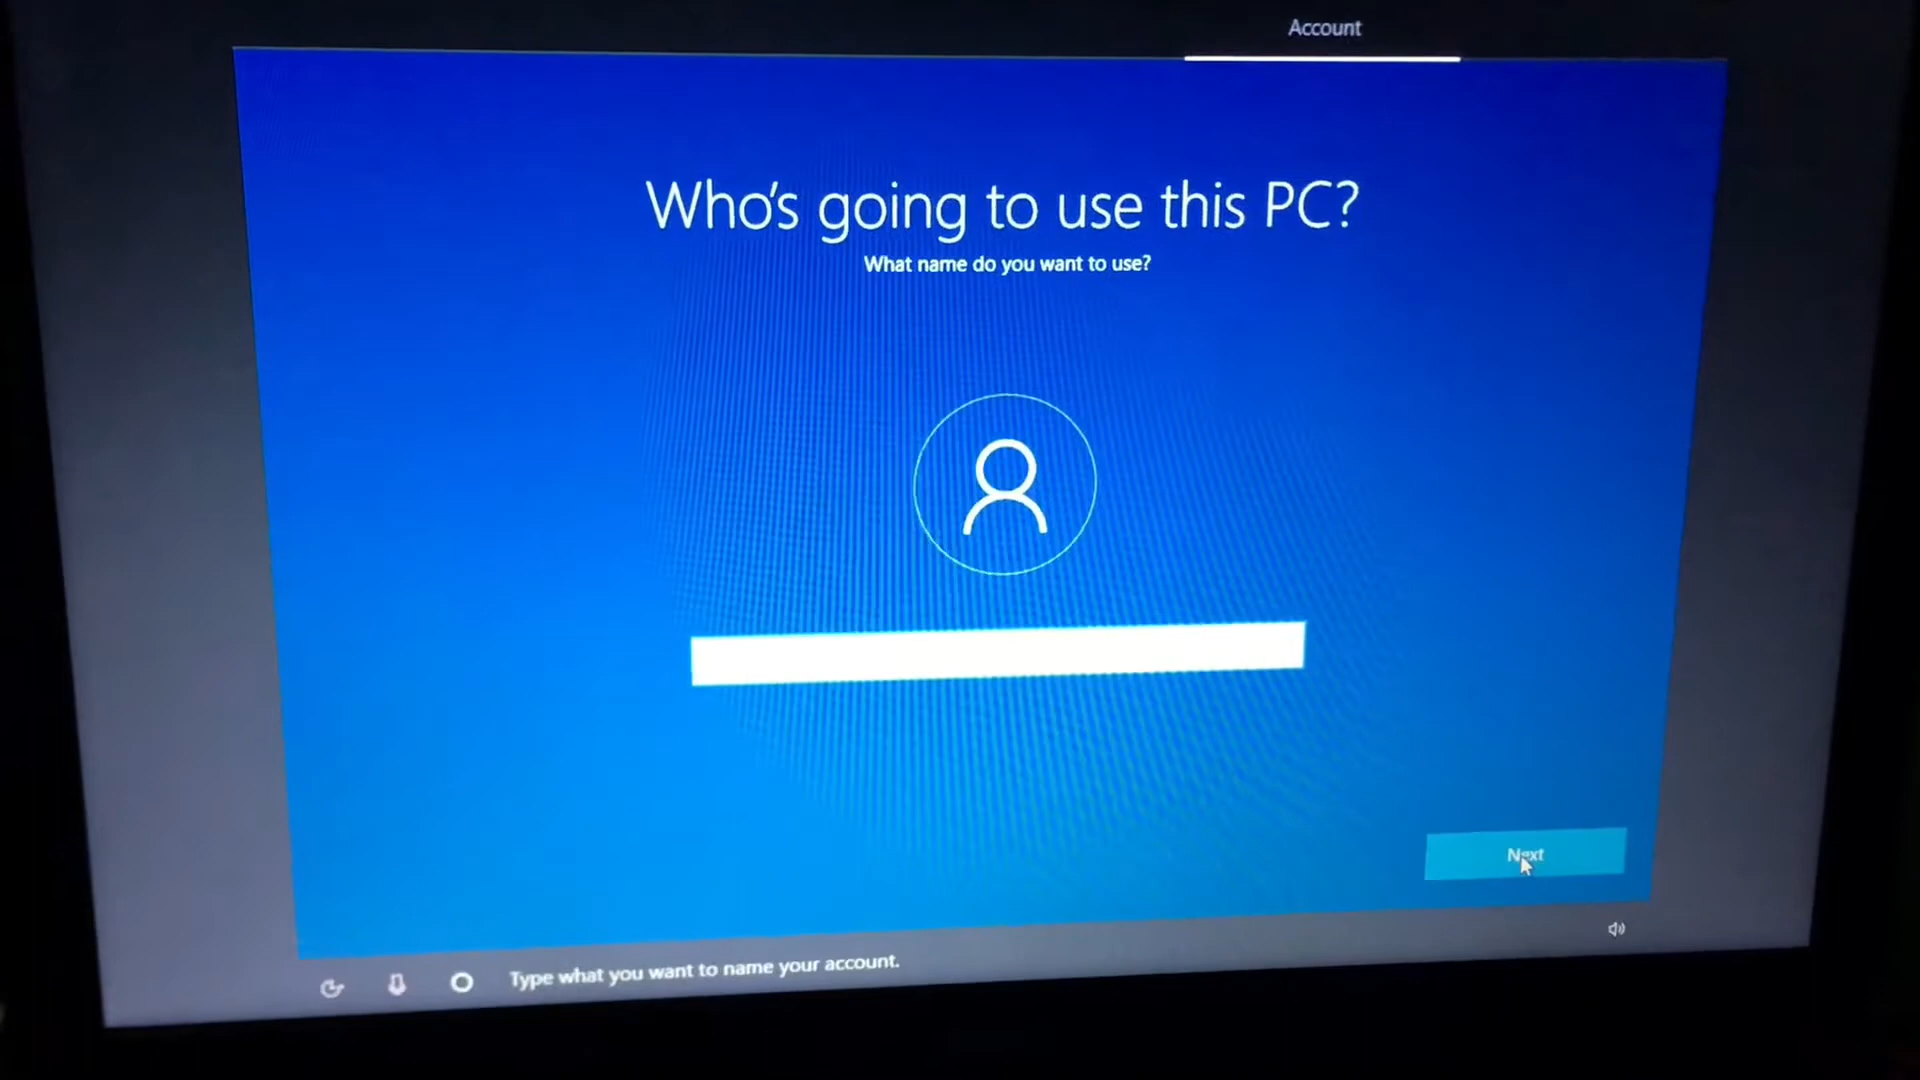 Account
Who's going to use this PC?
What name do you want to use?
Next
Type what you want to name your account.